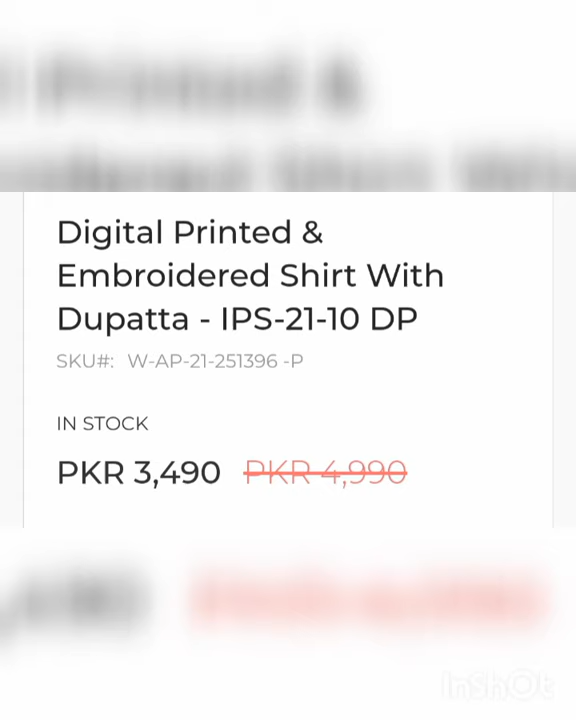 Digital Printed &
Embroidered Shirt With
Dupatta - IPS-21-10 DP
SKU#: W-AP-21-251396 -P
IN STOCK
PKR 3,490 PKR 4,990
InShOt